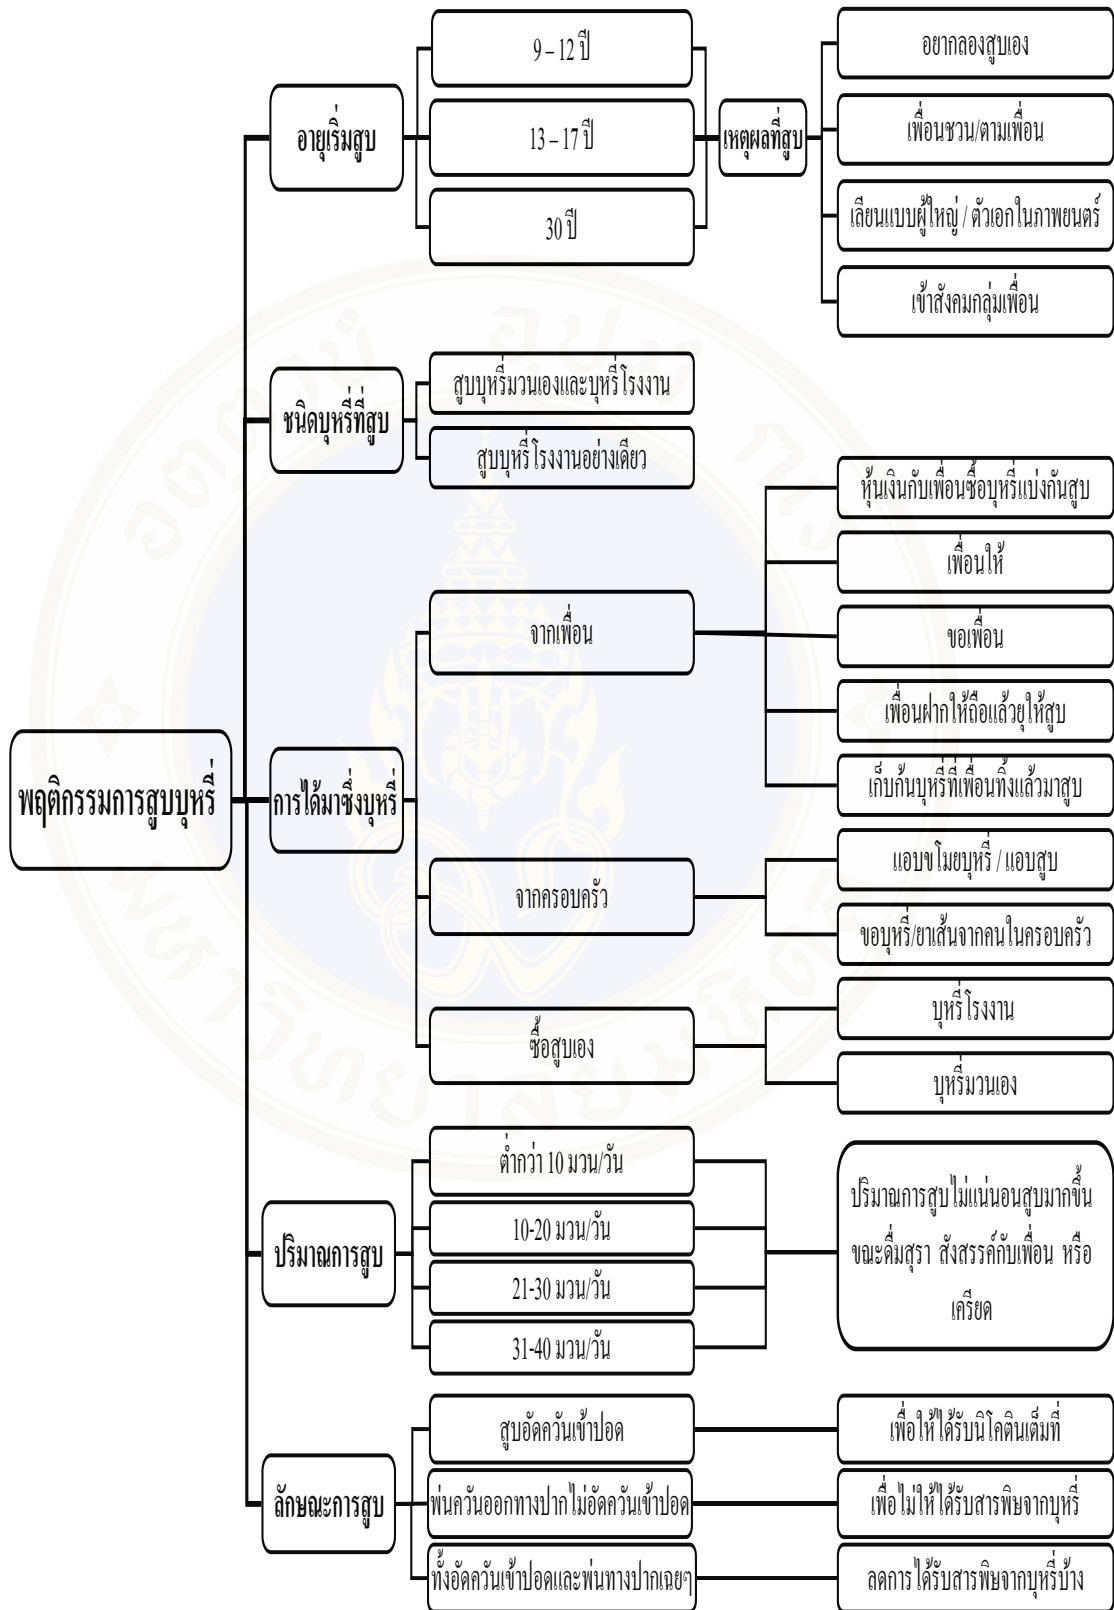 พฤติกรรมการสูบบุหรี่
อายุเริ่มสูบ
9 – 12 ปี
13 – 17 ปี
30 ปี
เหตุผลที่สูบ
อยากลองสูบเอง
เพื่อนชวน/ตามเพื่อน
เลียนแบบผู้ใหญ่ / ตัวเอกในภาพยนตร์
เข้าสังคมกลุ่มเพื่อน
ชนิดบุหรี่ที่สูบ
สูบบุหรี่มวนเองและบุหรี่โรงงาน
สูบบุหรี่โรงงานอย่างเดียว
การได้มาซึ่งบุหรี่
จากเพื่อน
หุ้นเงินกับเพื่อนซื้อบุหรี่แบ่งกันสูบ
เพื่อนให้
ขอเพื่อน
เพื่อนฝากให้ถือแล้วยุให้สูบ
เก็บก้นบุหรี่ที่เพื่อนทิ้งแล้วมาสูบ
จากครอบครัว
แอบขโมยบุหรี่ / แอบสูบ
ขอบุหรี่/ยาเส้นจากคนในครอบครัว
ซื้อสูบเอง
บุหรี่โรงงาน
บุหรี่มวนเอง
ปริมาณการสูบ
ต่ำกว่า 10 มวน/วัน
10-20 มวน/วัน
21-30 มวน/วัน
31-40 มวน/วัน
ปริมาณการสูบไม่แน่นอนสูบมากขึ้น
ขณะดื่มสุรา สังสรรค์กับเพื่อน หรือ
เครียด
ลักษณะการสูบ
สูบอัดควันเข้าปอด
เพื่อให้ได้รับนิโคตินเต็มที่
พ่นควันออกทางปากไม่อัดควันเข้าปอด
เพื่อไม่ให้ได้รับสารพิษจากบุหรี่
ทั้งอัดควันเข้าปอดและพ่นทางปากเฉยๆ
ลดการได้รับสารพิษจากบุหรี่บ้าง
มหาวิทยาลัยมหิดล